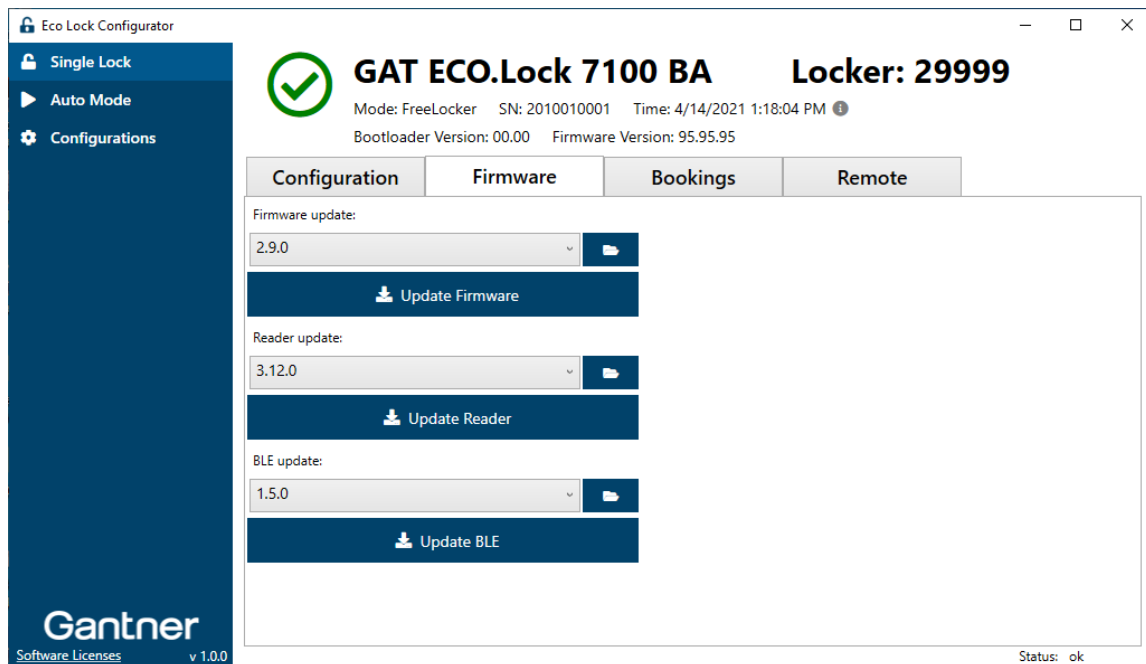 Eco Lock Configurator
Single Lock
Auto Mode
Configurations
GAT ECO.Lock 7100 BA Locker: 29999
Mode: FreeLocker SN: 2010010001 Time: 4/14/2021 1:18:04 PM
Bootloader Version: 00.00 Firmware Version: 95.95.95
Configuration Firmware Bookings Remote
Firmware update:
2.9.0
Update Firmware
Reader update:
3.12.0
Update Reader
BLE update:
1.5.0
Update BLE
Gantner
Software Licenses v 1.0.0
Status: ok